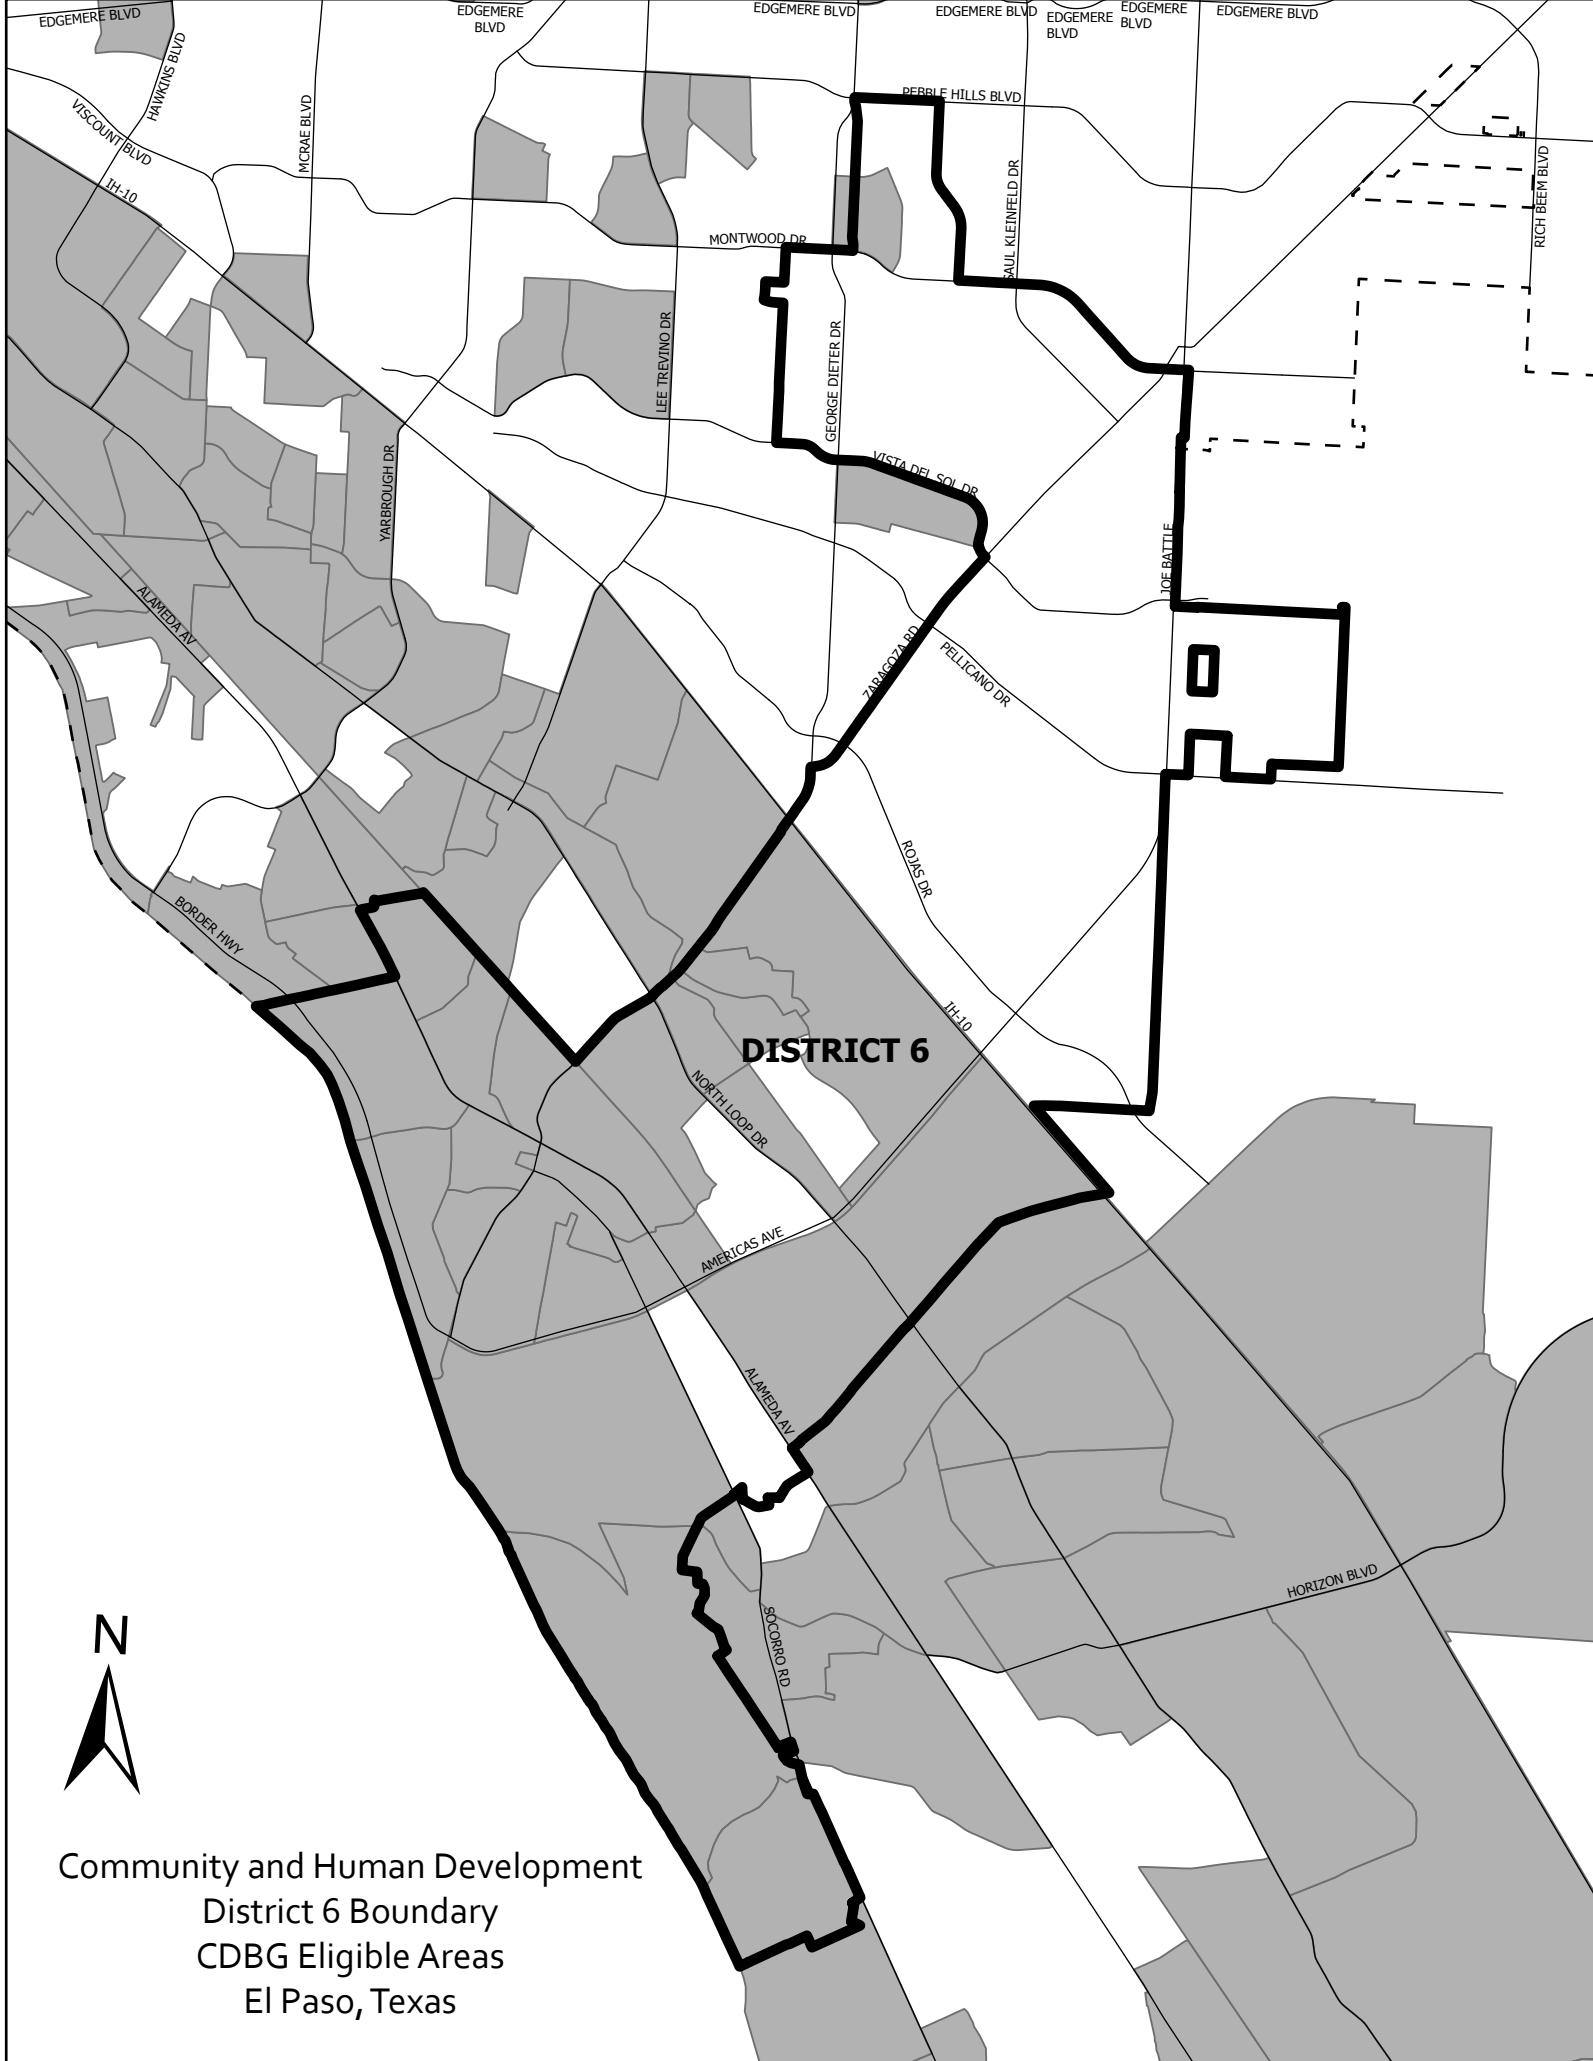 EDGEMERE BLVD
EDGEMERE
BLVD
EDGEMERE BLVD
EDGEMERE BLVD
EDGEMERE
BLVD
EDGEMERE
BLVD
EDGEMERE BLVD
HAWKINS BLVD
VISCOUNT BLVD
MCRAE BLVD
IH-10
PEBBLE HILLS BLVD
SAUL KLEINFELD DR
RICH BEEM BLVD
MONTWOOD DR
LEE TREVINO DR
GEORGE DIETER DR
YARBROUGH DR
VISTA DEL SOL DR
JOE BATTLE
ALAMEDA AV
ZARAGOZA RD
PELLICANO DR
ROJAS DR
BORDER HWY
IH-10
DISTRICT 6
NORTH LOOP DR
AMERICAS AVE
ALAMEDA AV
HORIZON BLVD
SOCORRO RD
N
Community and Human Development
District 6 Boundary
CDBG Eligible Areas
El Paso, Texas